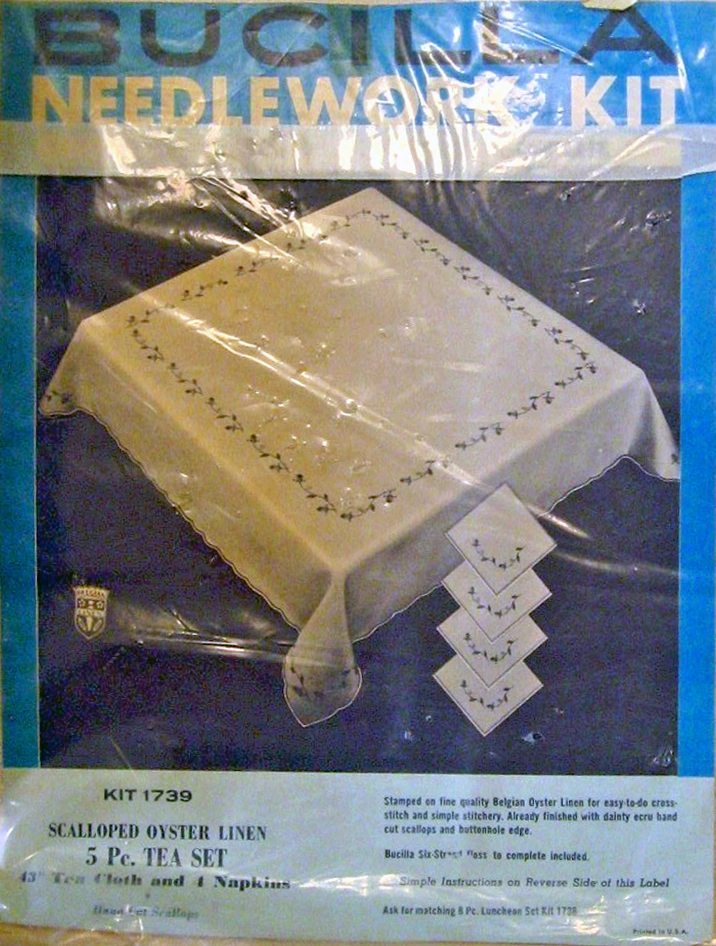 BUCILLA
NEEDLEWORK KIT
BELGIAN
LINEN
KIT 1739
SCALLOPED OYSTER LINEN
5 Pc. TEA SET
43" Tea Cloth and 4 Napkins
Hand Cut Scallops
Stamped on fine quality Belgian Oyster Linen for easy-to-do cross-
stitch and simple stitchery. Already finished with dainty ecru hand
cut scallops and buttonhole edge.
Bucilla Six-Strand floss to complete included.
Simple Instructions on Reverse Side of this Label
Ask for matching 8 Pc. Luncheon Set Kit 1738
Printed in U.S.A.